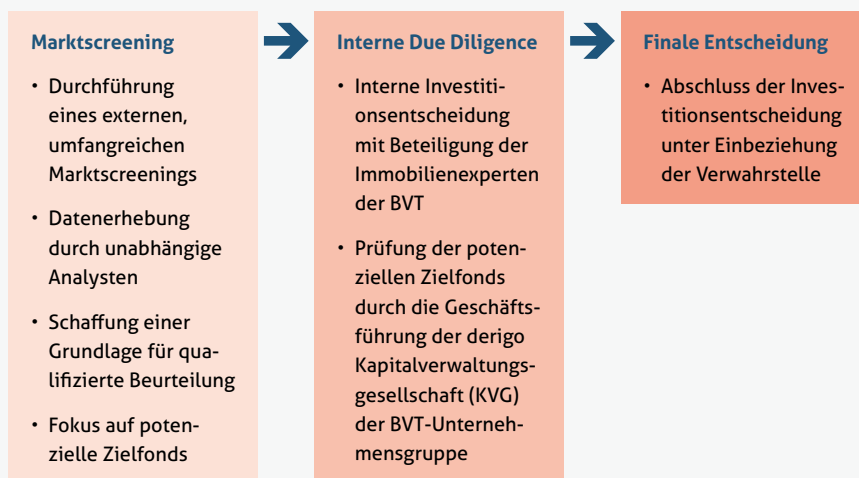 Marktscreening
• Durchführung
eines externen,
umfangreichen
Marktscreenings
• Datenerhebung
durch unabhängige
Analysten
• Schaffung einer
Grundlage für qua-
lifizierte Beurteilung
• Fokus auf poten-
zielle Zielfonds
Interne Due Diligence
• Interne Investiti-
onsentscheidung
mit Beteiligung der
Immobilienexperten
der BVT
• Prüfung der poten-
ziellen Zielfonds
durch die Geschäfts-
führung der derigo
Kapitalverwaltungs-
gesellschaft (KVG)
der BVT-Unterneh-
mensgruppe
Finale Entscheidung
• Abschluss der Inves-
titionsentscheidung
unter Einbeziehung
der Verwahrstelle